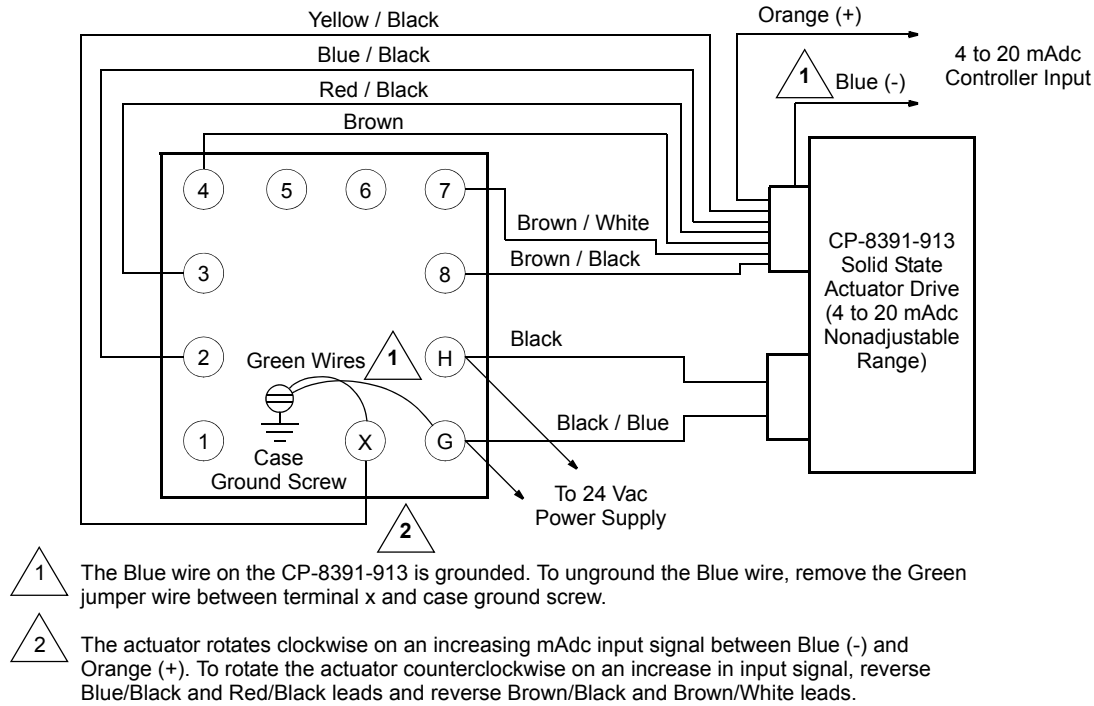 Yellow / Black
Orange (+)
Blue / Black
4 to 20 mAdc
Controller Input
1
Blue (-)
Red / Black
Brown
4
5
6
7
Brown / White
Brown / Black
3
8
CP-8391-913
Solid State
Actuator Drive
(4 to 20 mAdc
Nonadjustable
Range)
2
Green Wires
1
H
Black
1
Case
Ground Screw
X
G
Black / Blue
To 24 Vac
Power Supply
2
1
The Blue wire on the CP-8391-913 is grounded. To unground the Blue wire, remove the Green
jumper wire between terminal x and case ground screw.
2
The actuator rotates clockwise on an increasing mAdc input signal between Blue (-) and
Orange (+). To rotate the actuator counterclockwise on an increase in input signal, reverse
Blue/Black and Red/Black leads and reverse Brown/Black and Brown/White leads.